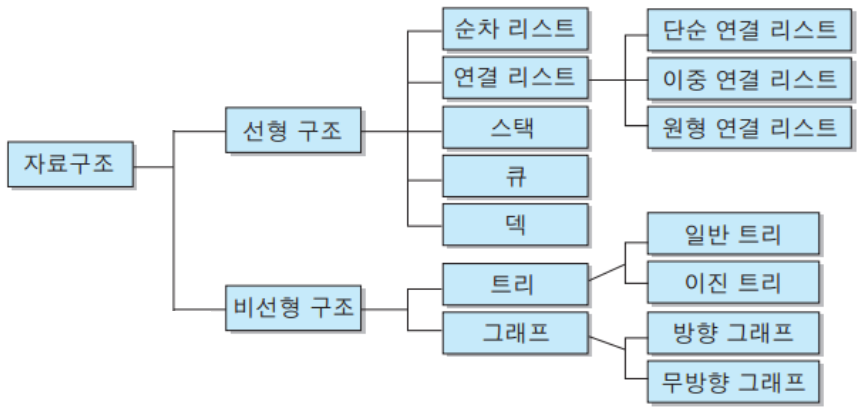 자료구조
선형 구조
순차 리스트
연결 리스트
단순 연결 리스트
이중 연결 리스트
원형 연결 리스트
스택
큐
덱
비선형 구조
트리
일반 트리
이진 트리
그래프
방향 그래프
무방향 그래프